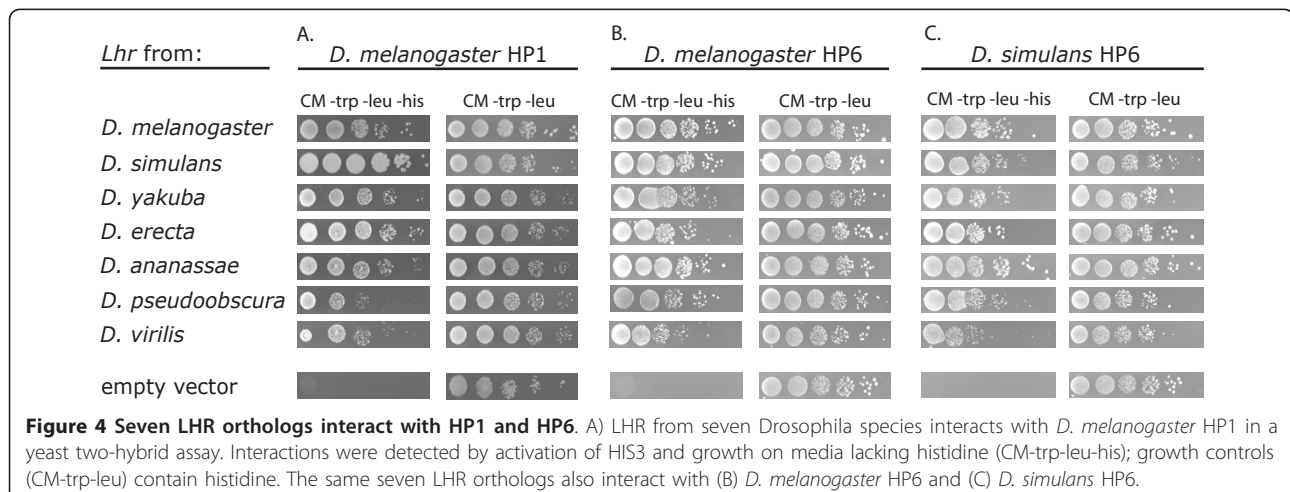 A. B. C.
Lhr from: D. melanogaster HP1 D. melanogaster HP6 D. simulans HP6
CM -trp -leu -his CM -trp -leu CM -trp -leu -his CM -trp -leu CM -trp -leu -his CM -trp -leu
D. melanogaster
D. simulans
D. yakuba
D. erecta
D. ananassae
D. pseudoobscura
D. virilis
empty vector
Figure 4 Seven LHR orthologs interact with HP1 and HP6. A) LHR from seven Drosophila species interacts with D. melanogaster HP1 in a
yeast two-hybrid assay. Interactions were detected by activation of HIS3 and growth on media lacking histidine (CM-trp-leu-his); growth controls
(CM-trp-leu) contain histidine. The same seven LHR orthologs also interact with (B) D. melanogaster HP6 and (C) D. simulans HP6.